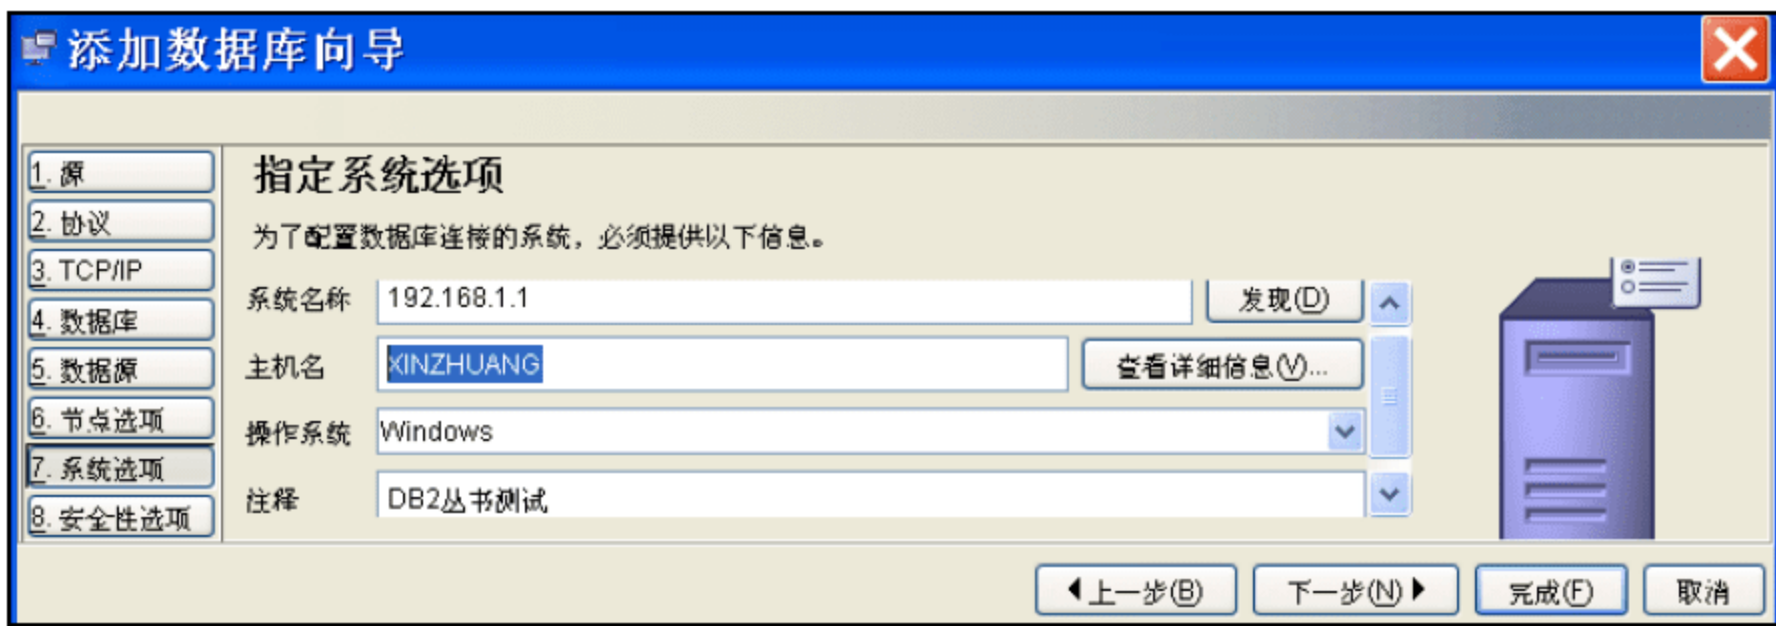 添加数据库向导
1. 源
2. 协议
3. TCP/IP
4. 数据库
5. 数据源
6. 节点选项
7. 系统选项
8. 安全性选项
指定系统选项
为了配置数据库连接的系统，必须提供以下信息。
系统名称 192.168.1.1 发现(D)
主机名 XINZHUANG 查看详细信息(V)...
操作系统 Windows
注释 DB2丛书测试
上一步(B) 下一步(N) 完成(F) 取消